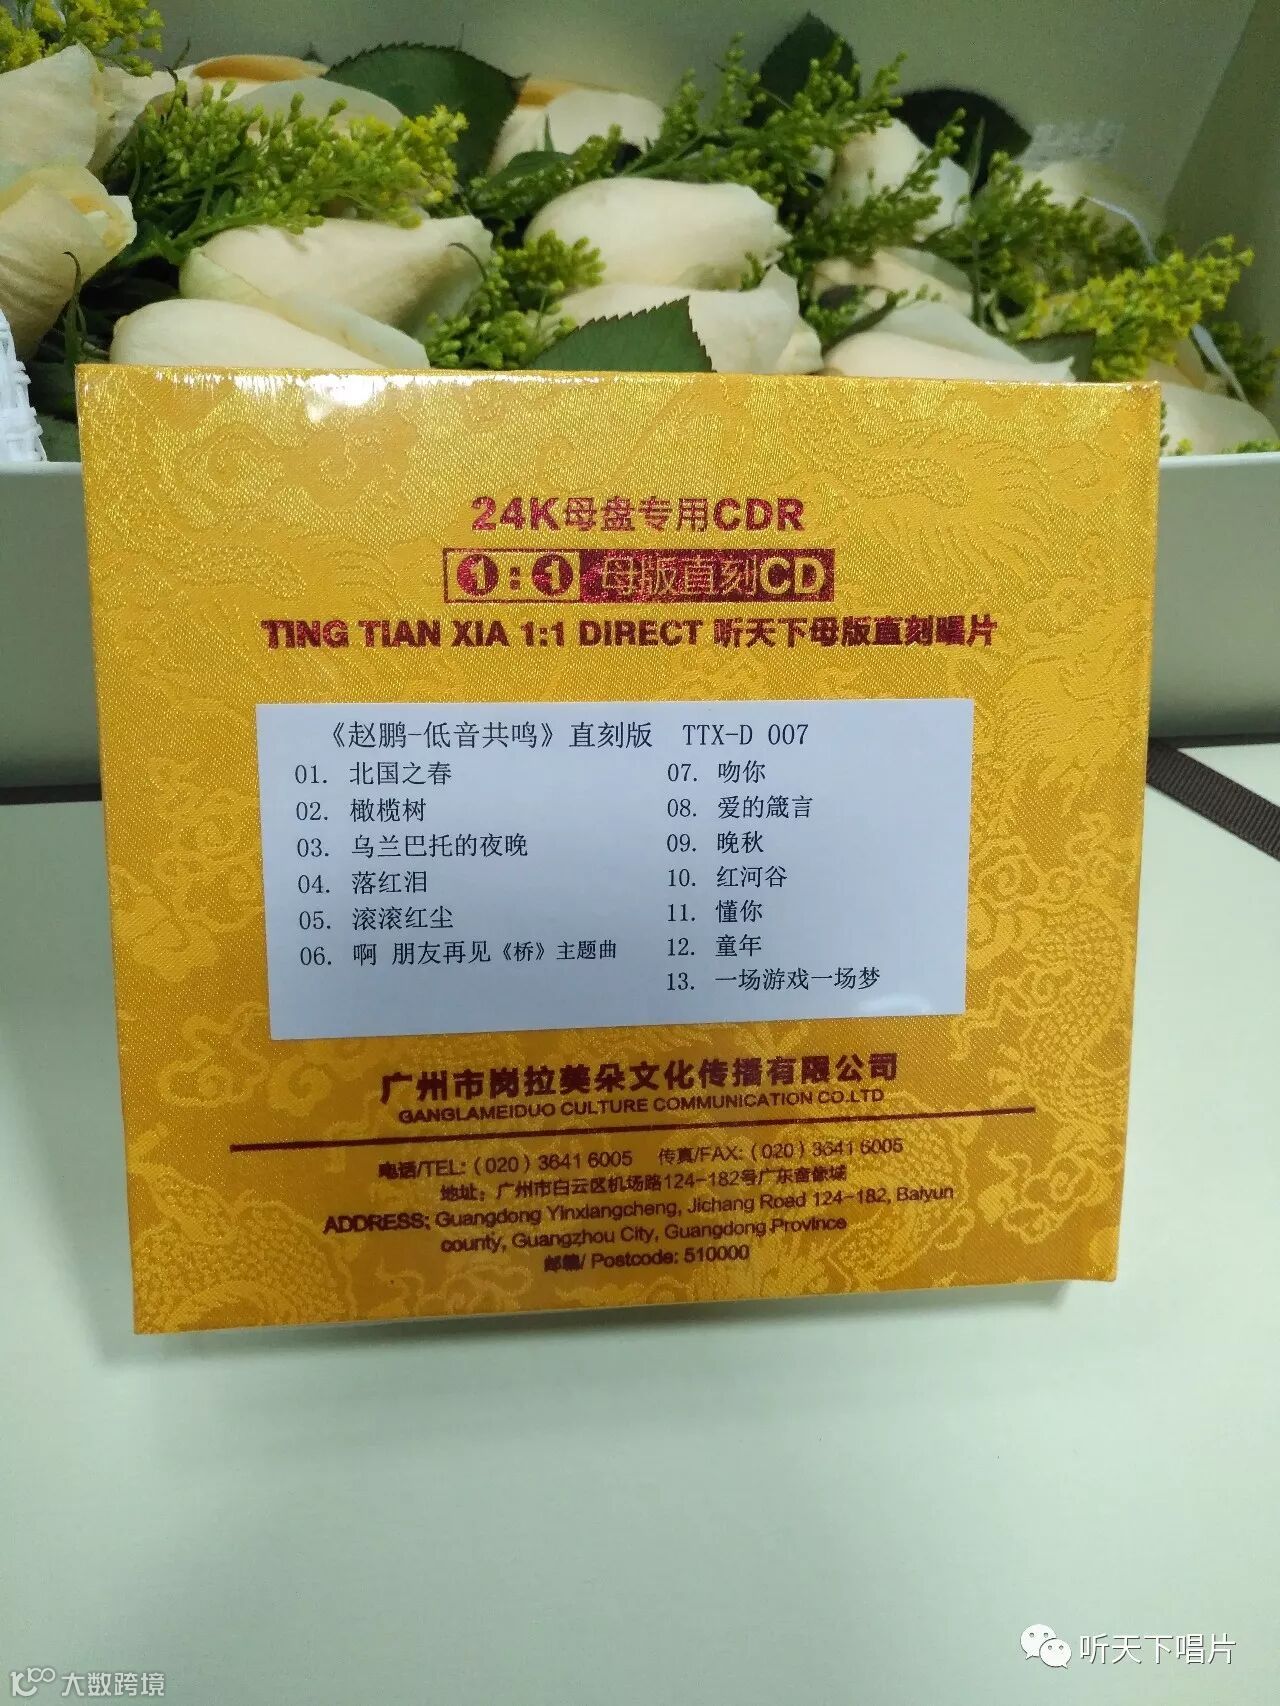 24K母盘专用CDR
1:1 母版直刻CD
TING TIAN XIA 1:1 DIRECT 听天下母版直刻唱片
《赵鹏-低音共鸣》直刻版 TTX-D 007
01. 北国之春
02. 橄榄树
03. 乌兰巴托的夜晚
04. 落红泪
05. 滚滚红尘
06. 啊 朋友再见《桥》主题曲
07. 吻你
08. 爱的箴言
09. 晚秋
10. 红河谷
11. 懂你
12. 童年
13. 一场游戏一场梦
广州市岗拉美朵文化传播有限公司
GANGLAMEIDUO CULTURE COMMUNICATION CO.LTD
电话/TEL: (020) 3641 6005 传真/FAX: (020) 3641 6005
地址: 广州市白云区机场路124-182号广东音像城
ADDRESS: Guangdong Yinxiangcheng, Jichang Road 124-182, Baiyun
county, Guangzhou City, Guangdong Province
邮编/ Postcode: 510000
听天下唱片
大数跨境